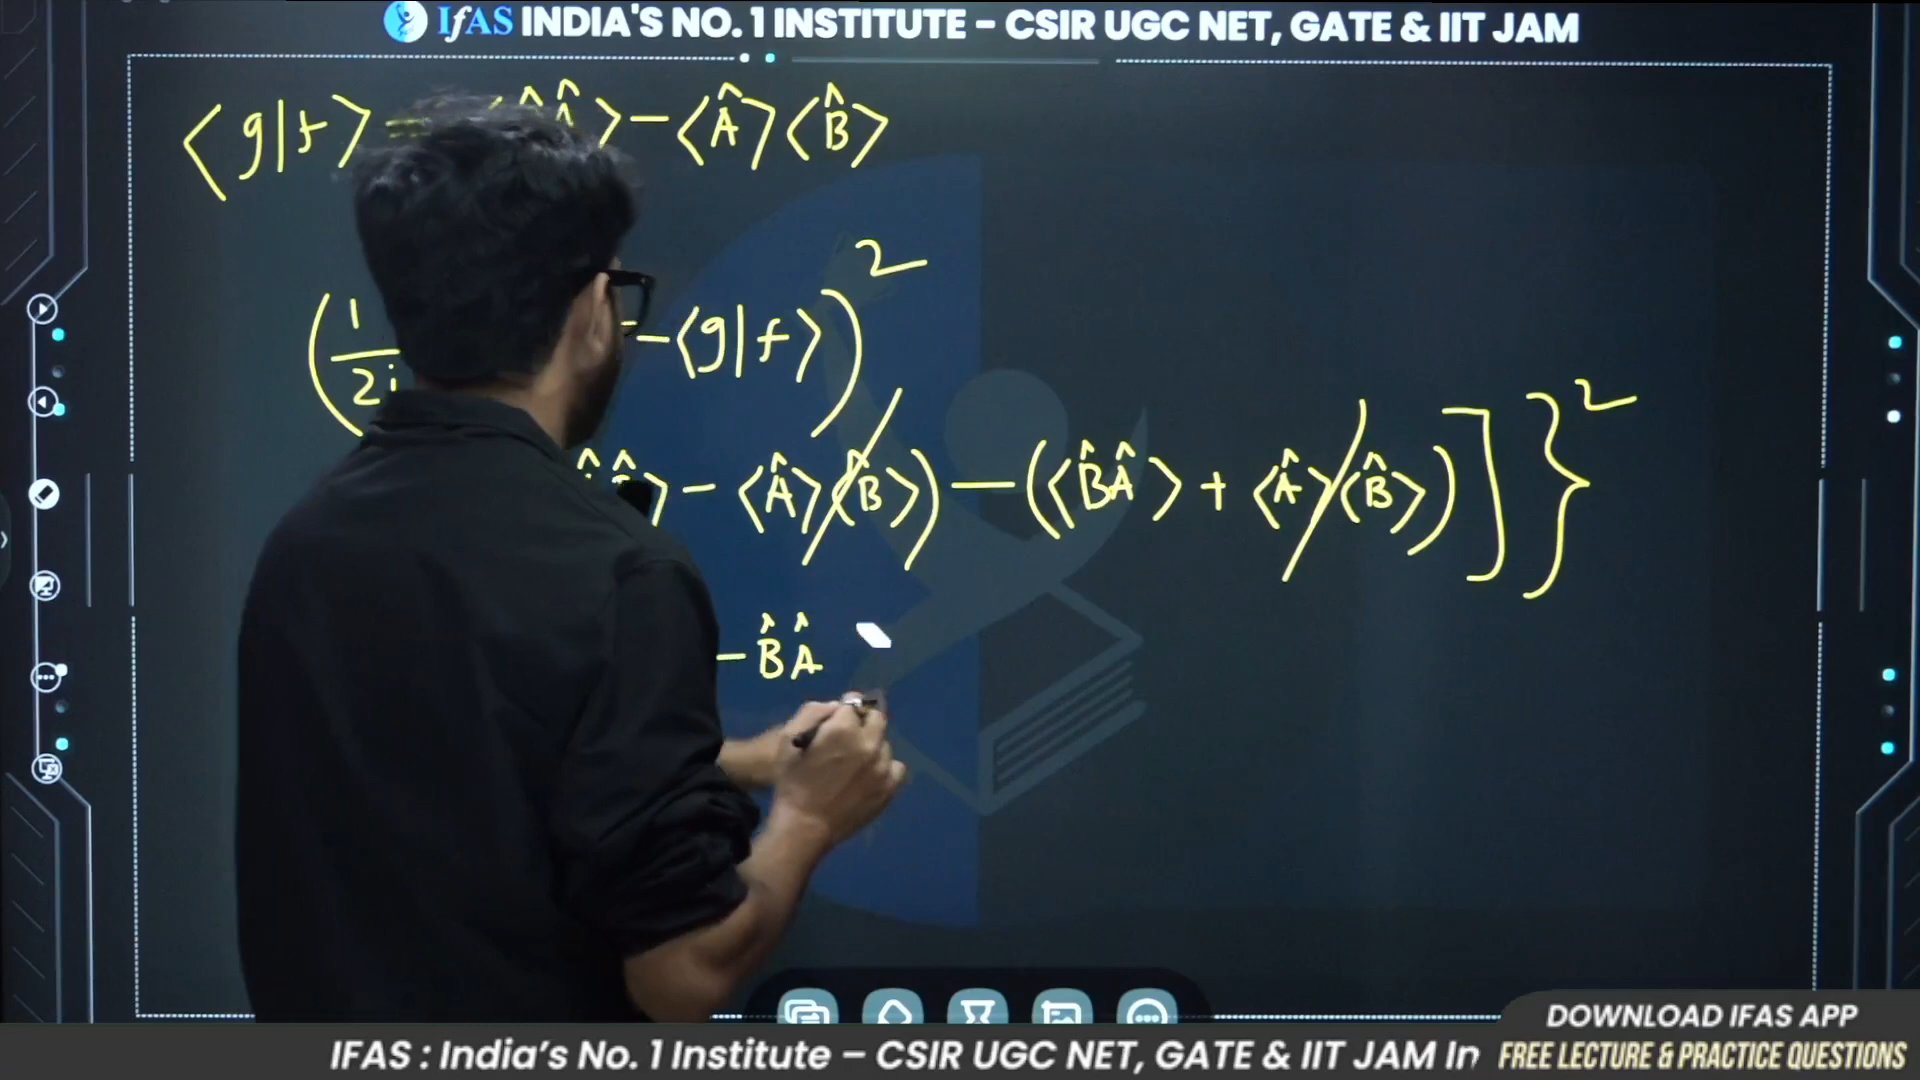 IfAS INDIA'S NO. 1 INSTITUTE - CSIR UGC NET, GATE & IIT JAM
⟨g|f⟩ = Â⟩ - ⟨Â⟩⟨B̂⟩
(1/2i - ⟨g|f⟩)²
⟩ - ⟨Â⟩⟨B̂⟩) - (⟨B̂Â⟩ + ⟨Â⟩⟨B̂⟩)]}²
- B̂Â
DOWNLOAD IFAS APP
IFAS : India's No. 1 Institute – CSIR UGC NET, GATE & IIT JAM In
FREE LECTURE & PRACTICE QUESTIONS